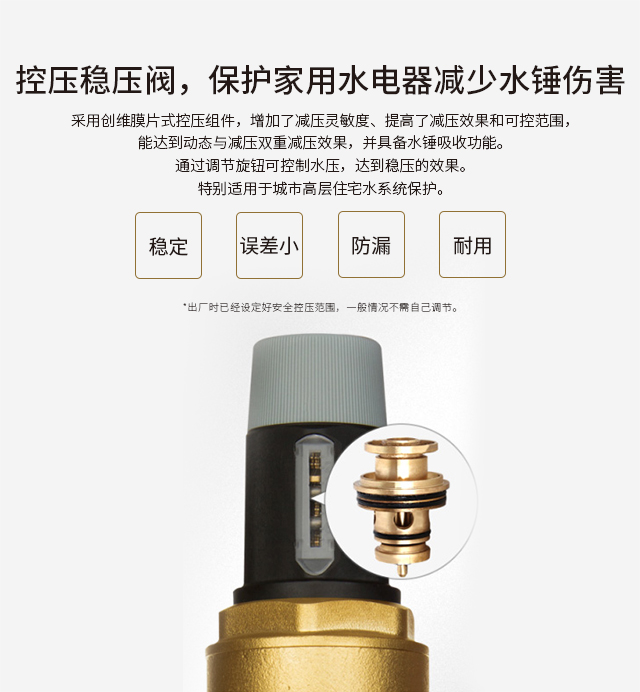 控压稳压阀，保护家用水电器减少水锤伤害
采用创维膜片式控压组件，增加了减压灵敏度、提高了减压效果和可控范围，
能达到动态与减压双重减压效果，并具备水锤吸收功能。
通过调节旋钮可控制水压，达到稳压的效果。
特别适用于城市高层住宅水系统保护。
稳定 误差小 防漏 耐用
*出厂时已经设定好安全控压范围，一般情况不需自己调节。